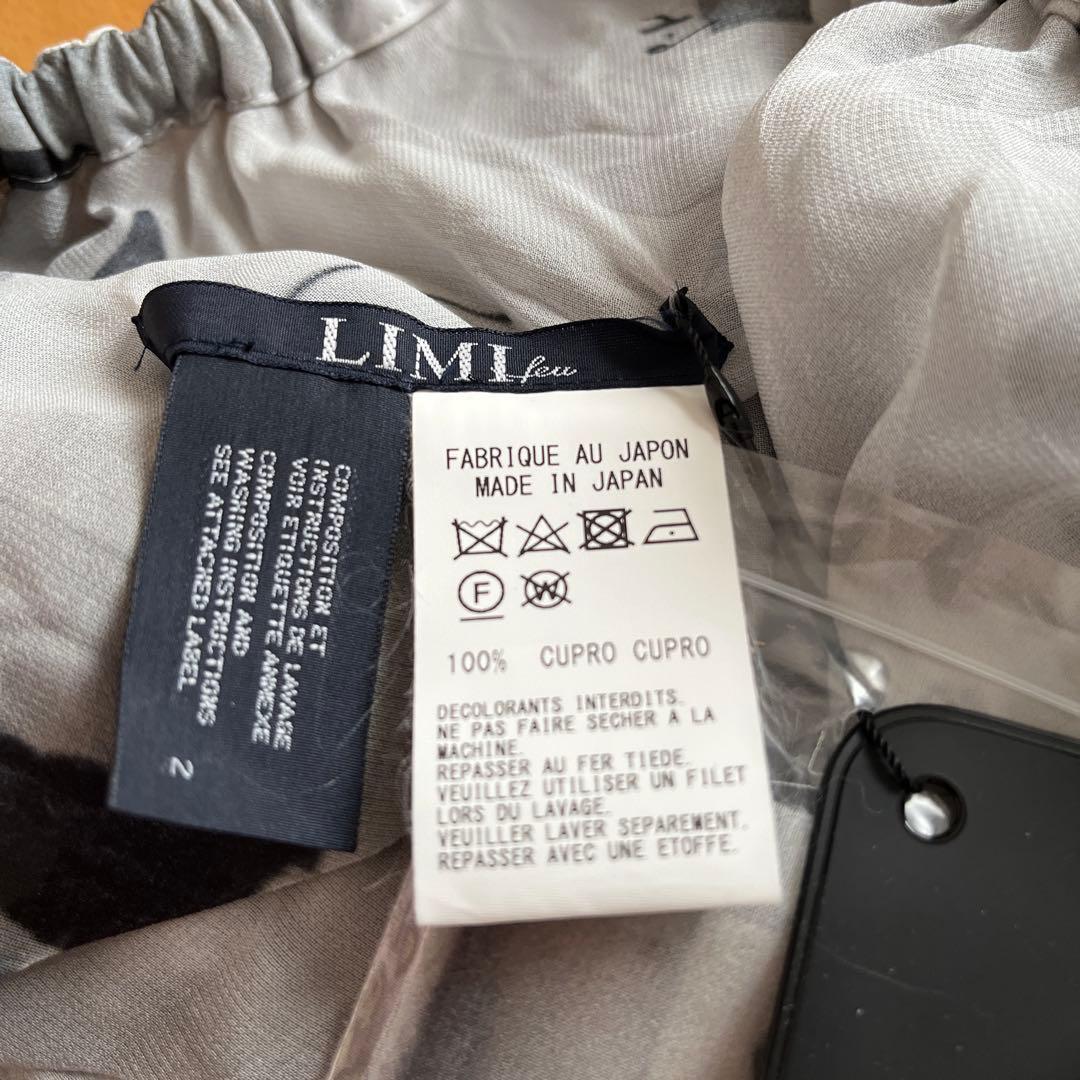 LIMI feu
COMPOSITION ET
INSTRUCTIONS DE LAVAGE
VOIR ETIQUETTE ANNEXE
COMPOSITION AND
WASHING INSTRUCTIONS
SEE ATTACHED LABEL
2
FABRIQUE AU JAPON
MADE IN JAPAN
F W
100% CUPRO CUPRO
DECOLORANTS INTERDITS.
NE PAS FAIRE SECHER A LA
MACHINE.
REPASSER AU FER TIEDE.
VEUILLEZ UTILISER UN FILET
LORS DU LAVAGE.
VEUILLER LAVER SEPAREMENT.
REPASSER AVEC UNE ETOFFE.